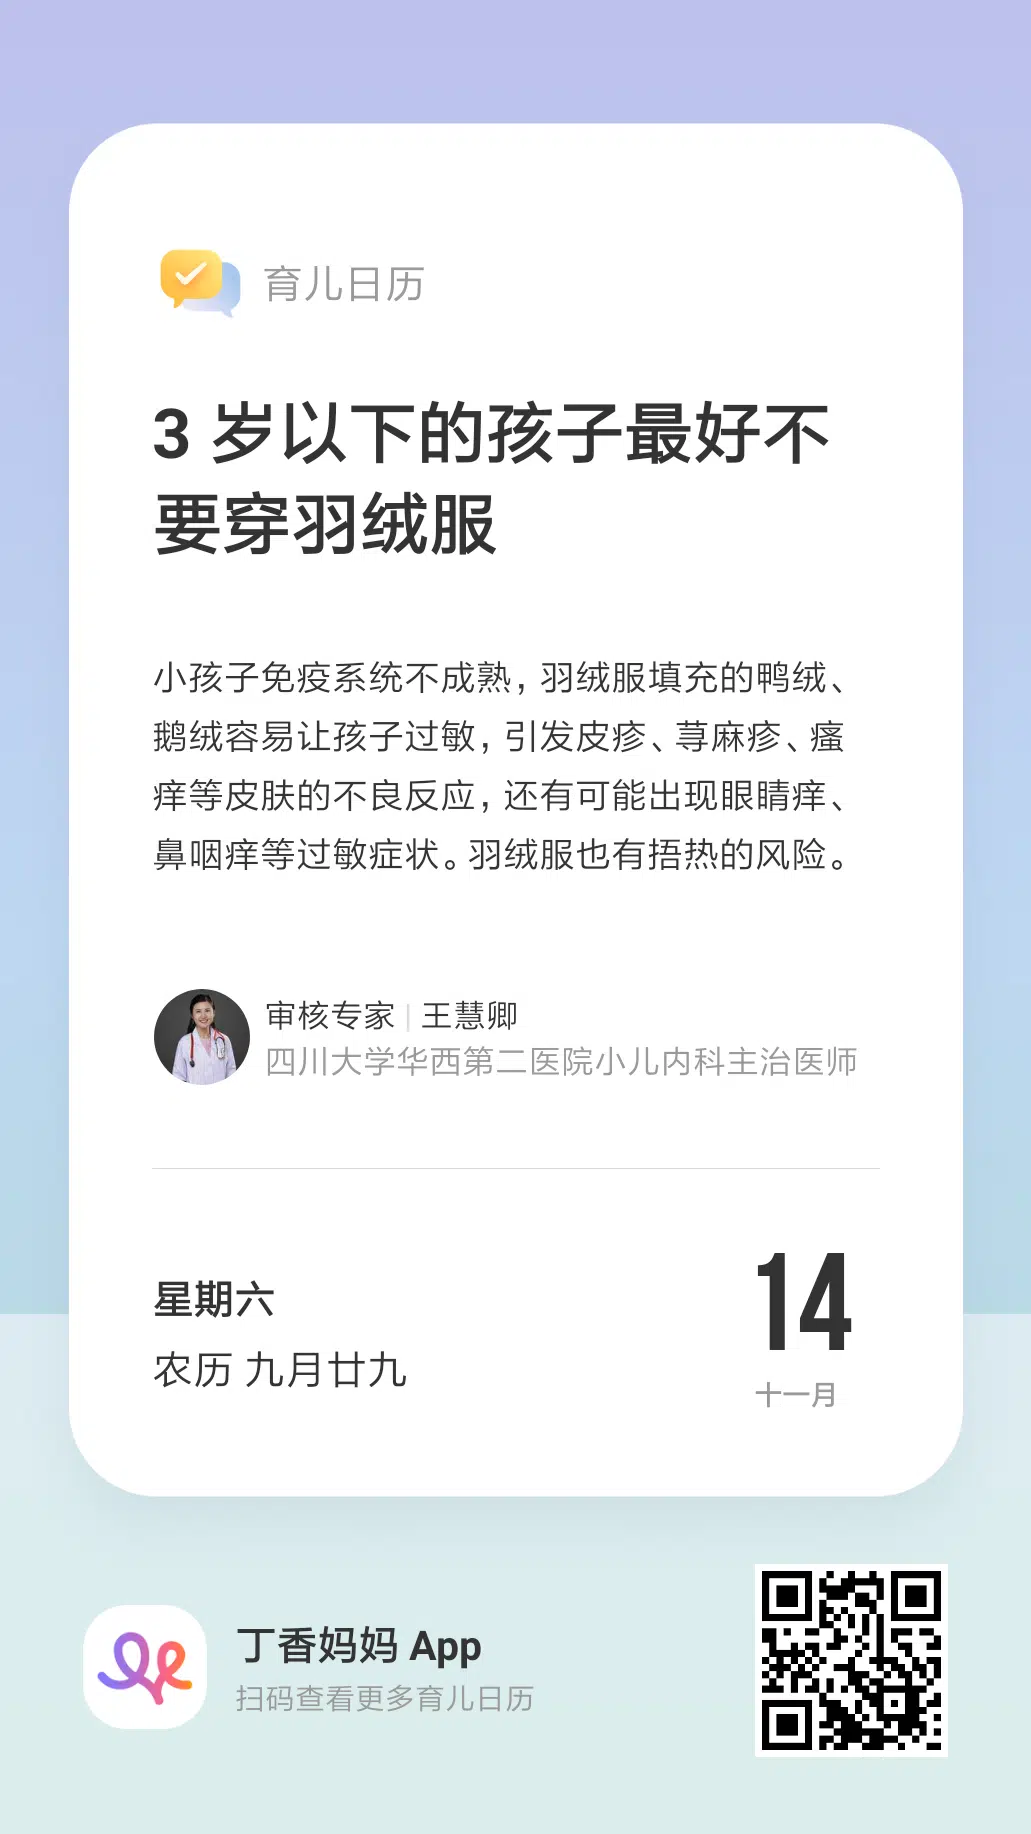 育儿日历
3 岁以下的孩子最好不
要穿羽绒服
小孩子免疫系统不成熟，羽绒服填充的鸭绒、
鹅绒容易让孩子过敏，引发皮疹、荨麻疹、瘙
痒等皮肤的不良反应，还有可能出现眼睛痒、
鼻咽痒等过敏症状。羽绒服也有捂热的风险。
审核专家 | 王慧卿
四川大学华西第二医院小儿内科主治医师
星期六
农历 九月廿九
14
十一月
丁香妈妈 App
扫码查看更多育儿日历